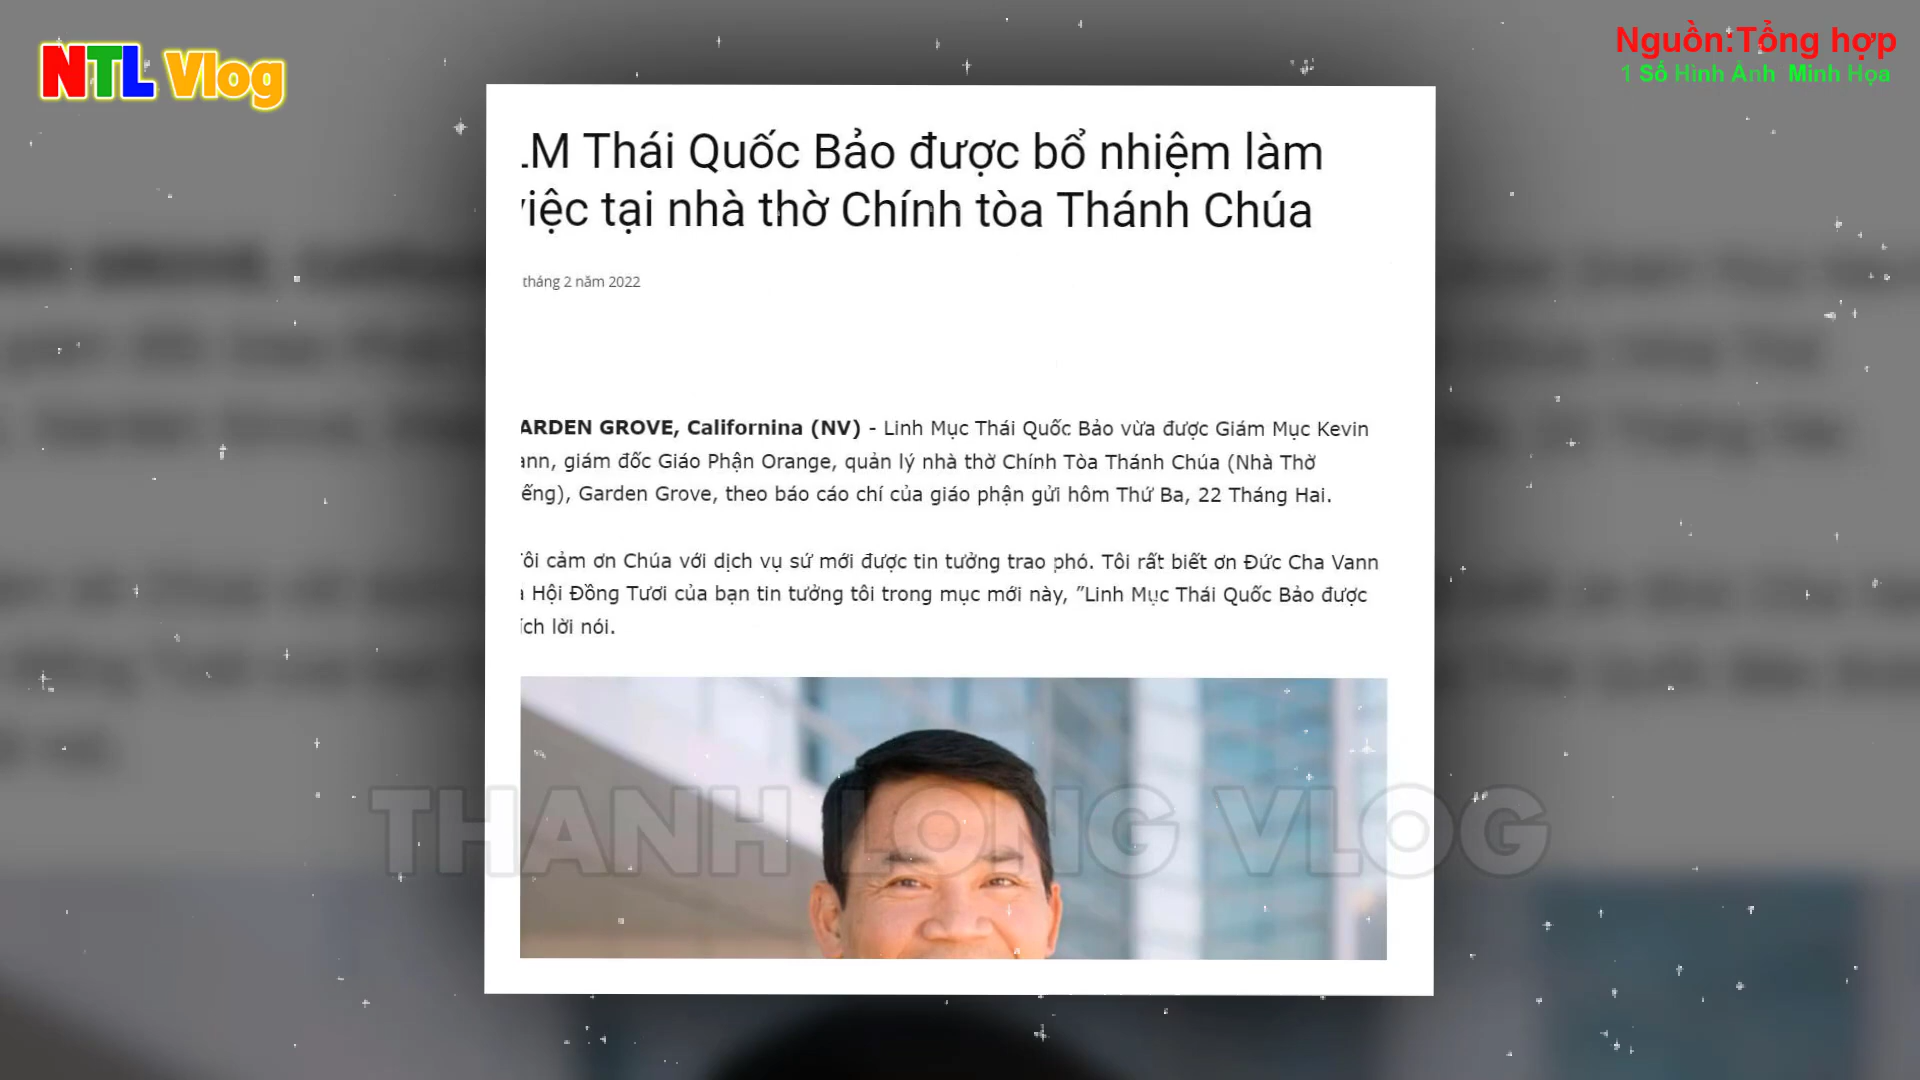 NTL Vlog
Nguồn:Tổng hợp
1 Số Hình Ảnh Minh Họa
LM Thái Quốc Bảo được bổ nhiệm làm
việc tại nhà thờ Chính tòa Thánh Chúa
tháng 2 năm 2022
ARDEN GROVE, Californina (NV) - Linh Mục Thái Quốc Bảo vừa được Giám Mục Kevin
ann, giám đốc Giáo Phận Orange, quản lý nhà thờ Chính Tòa Thánh Chúa (Nhà Thờ
iếng), Garden Grove, theo báo cáo chí của giáo phận gửi hôm Thứ Ba, 22 Tháng Hai.
Tôi cảm ơn Chúa với dịch vụ sứ mới được tin tưởng trao phó. Tôi rất biết ơn Đức Cha Vann
à Hội Đồng Tươi của bạn tin tưởng tôi trong mục mới này, ”Linh Mục Thái Quốc Bảo được
ích lời nói.
THANH LONG VLOG